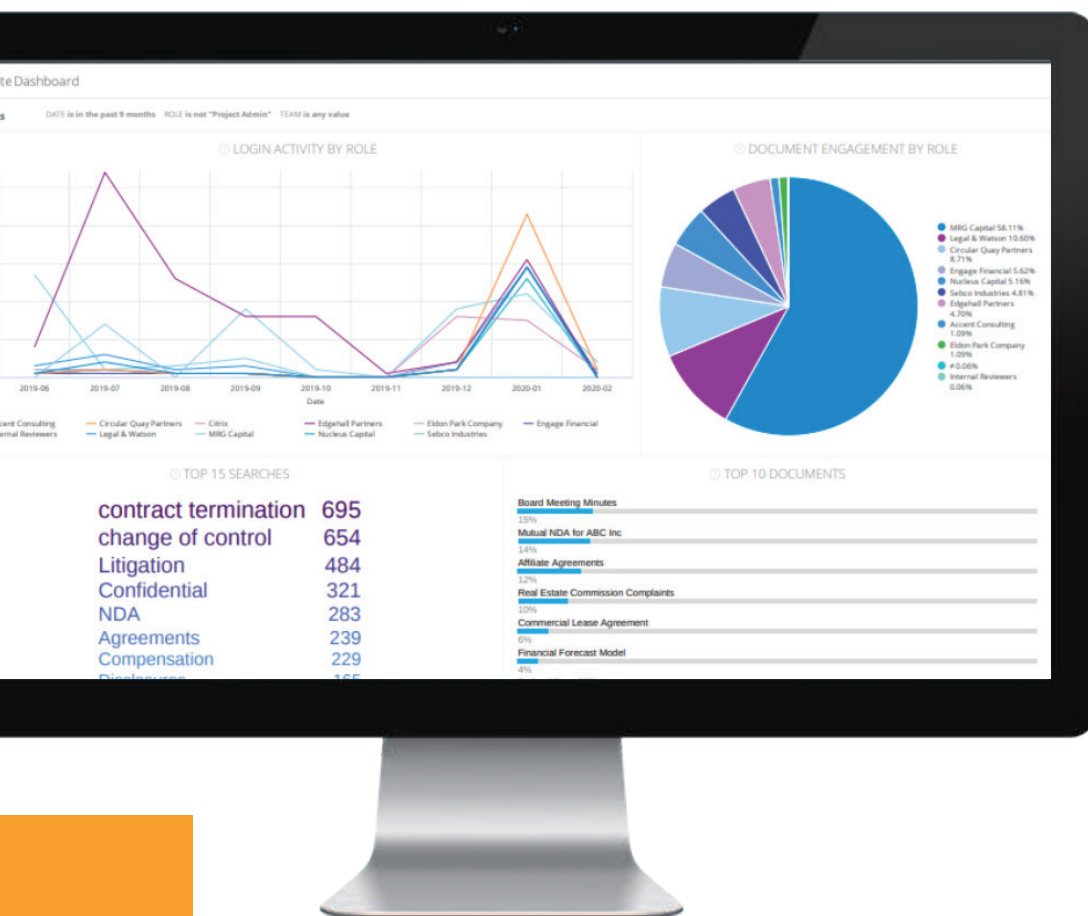 te Dashboard
s DATE is in the past 9 months ROLE is not "Project Admin" TEAM is any value
LOGIN ACTIVITY BY ROLE
2019-06 2019-07 2019-08 2019-09 2019-10 2019-11 2019-12 2020-01 2020-02
Date
cent Consulting Circular Quay Partners Citrix Edgehall Partners Eldon Park Company Engage Financial
ernal Reviewers Legal & Watson MRG Capital Nucleus Capital Sebco Industries
DOCUMENT ENGAGEMENT BY ROLE
MRG Capital 58.11%
Legal & Watson 10.60%
Circular Quay Partners
8.71%
Engage Financial 5.62%
Nucleus Capital 5.16%
Sebco Industries 4.81%
Edgehall Partners
4.70%
Accent Consulting
1.09%
Eldon Park Company
1.09%
≠ 0.06%
Internal Reviewers
0.06%
TOP 15 SEARCHES
contract termination 695
change of control 654
Litigation 484
Confidential 321
NDA 283
Agreements 239
Compensation 229
Disclosures 165
TOP 10 DOCUMENTS
Board Meeting Minutes
15%
Mutual NDA for ABC Inc
14%
Affiliate Agreements
12%
Real Estate Commission Complaints
10%
Commercial Lease Agreement
6%
Financial Forecast Model
4%